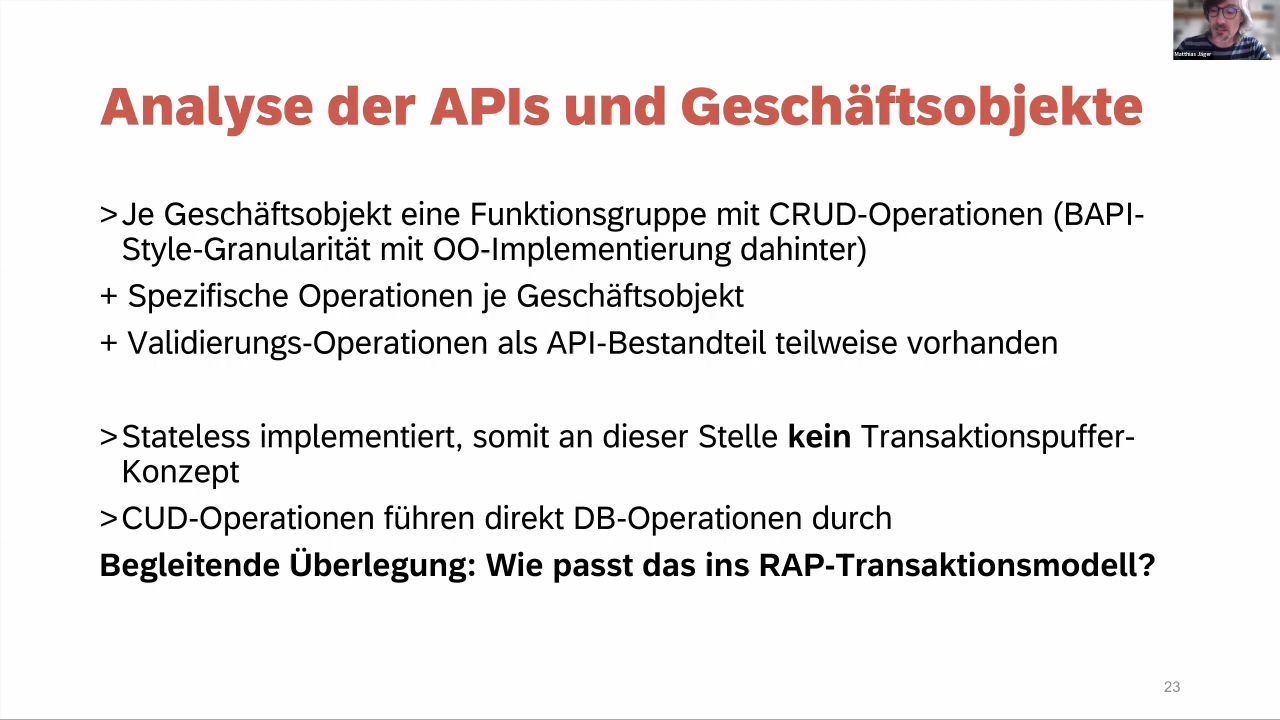 Matthias Jäger
Analyse der APIs und Geschäftsobjekte
>Je Geschäftsobjekt eine Funktionsgruppe mit CRUD-Operationen (BAPI-
Style-Granularität mit OO-Implementierung dahinter)
+ Spezifische Operationen je Geschäftsobjekt
+ Validierungs-Operationen als API-Bestandteil teilweise vorhanden
>Stateless implementiert, somit an dieser Stelle kein Transaktionspuffer-
Konzept
>CUD-Operationen führen direkt DB-Operationen durch
Begleitende Überlegung: Wie passt das ins RAP-Transaktionsmodell?
23